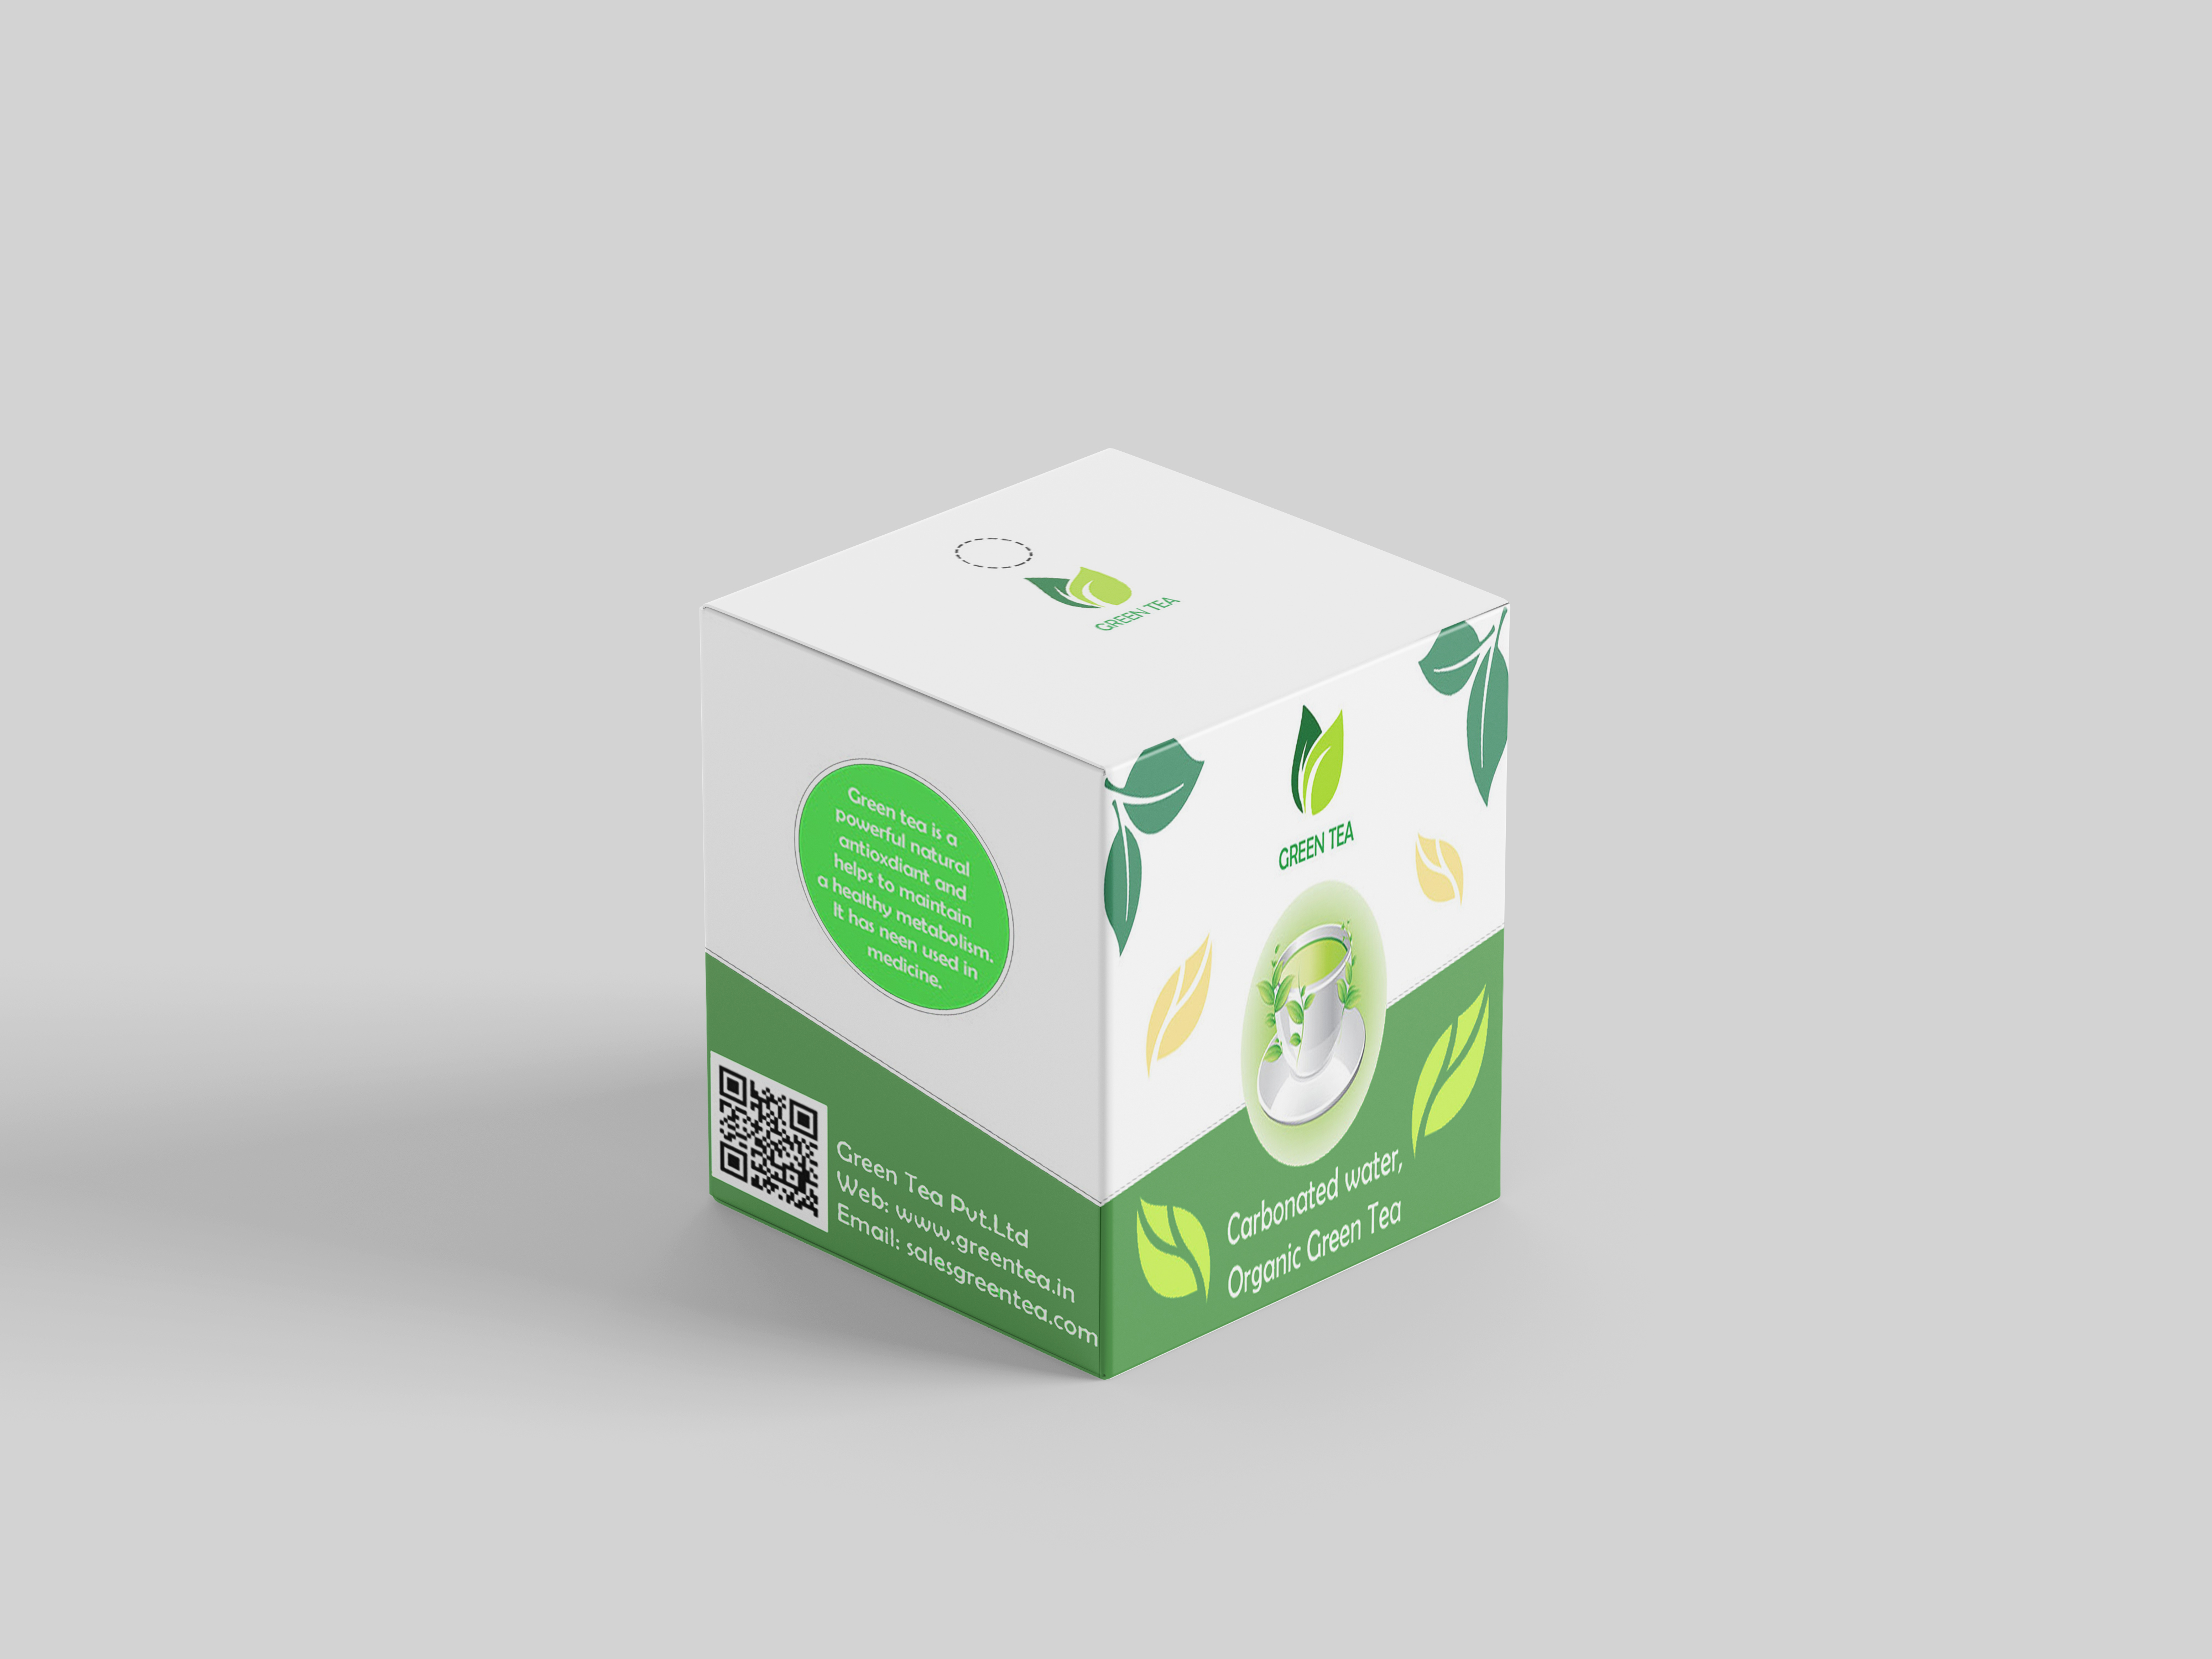 GREEN TEA
Green tea is a
powerful natural
antioxdiant and
helps to maintain
a healthy metabolism.
It has neen used in
medicine.
Green Tea Pvt.Ltd
Web: www.greentea.in
Email: salesgreentea.com
GREEN TEA
Carbonated water,
Organic Green Tea